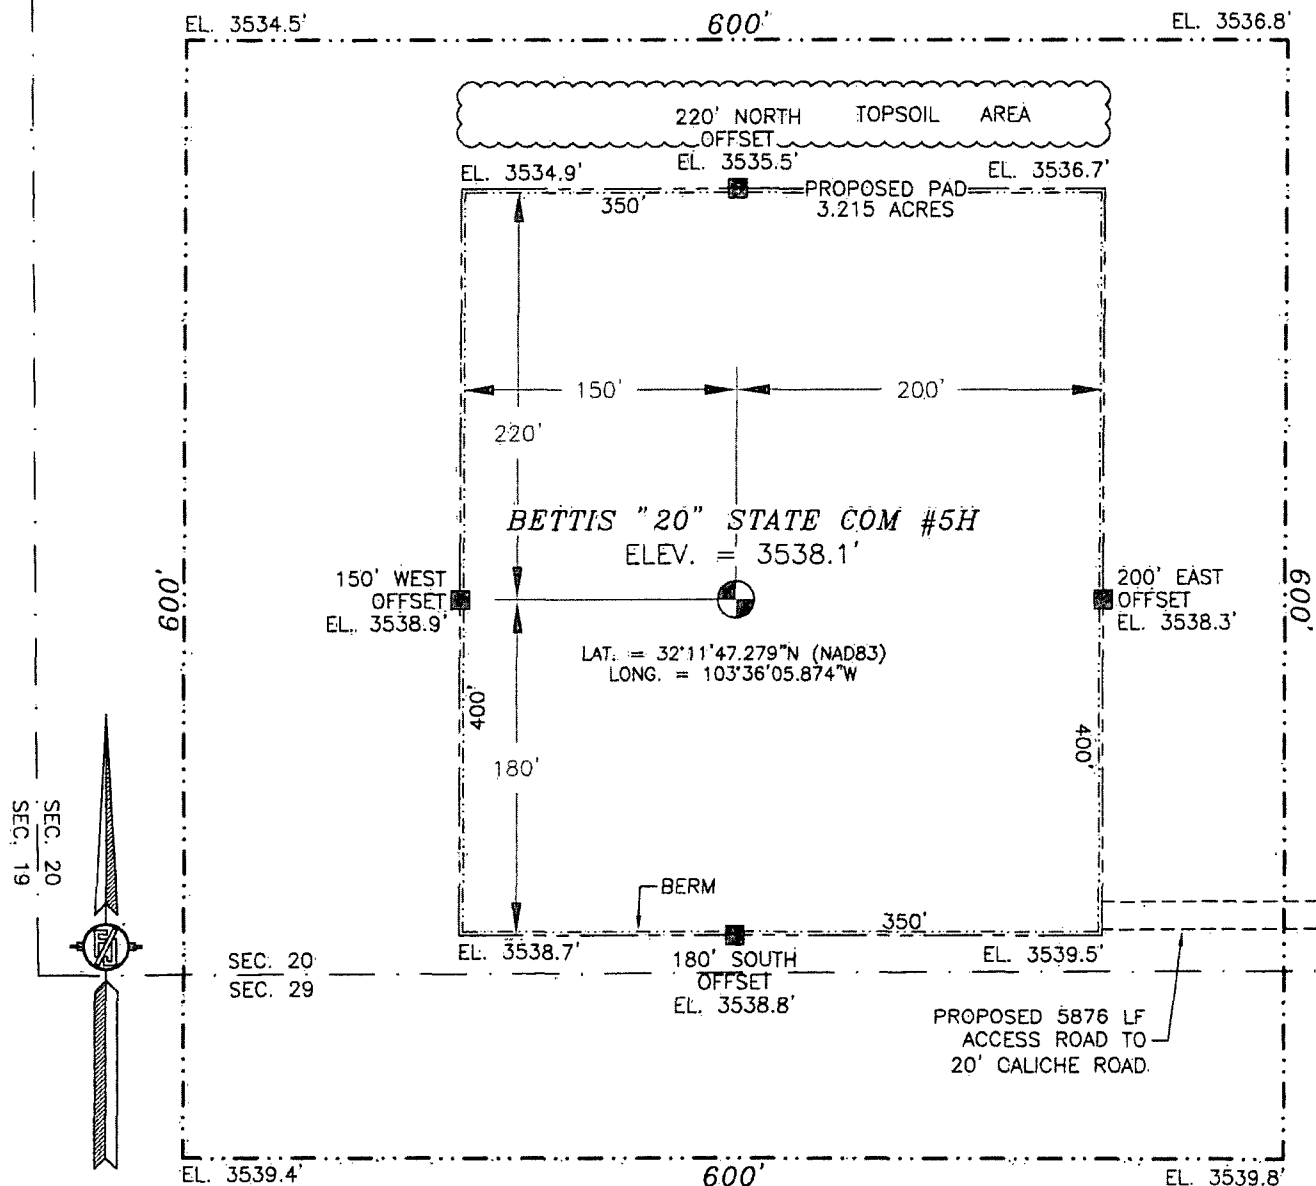 EL. 3534.5'
600'
EL. 3536.8'
220' NORTH
OFFSET
EL. 3535.5'
TOPSOIL AREA
EL. 3534.9'
EL. 3536.7'
350'
PROPOSED PAD
3.215 ACRES
150'
200'
220'
BETTIS "20" STATE COM #5H
ELEV. = 3538.1'
600'
150' WEST
OFFSET
EL. 3538.9'
200' EAST
OFFSET
EL. 3538.3'
600'
LAT. = 32°11'47.279"N (NAD83)
LONG. = 103°36'05.874"W
400'
400'
180'
SEC. 20
SEC. 19
BERM
350'
EL. 3538.7'
180' SOUTH
OFFSET
EL. 3538.8'
EL. 3539.5'
SEC. 20
SEC. 29
PROPOSED 5876 LF
ACCESS ROAD TO
20' CALICHE ROAD
EL. 3539.4'
600'
EL. 3539.8'